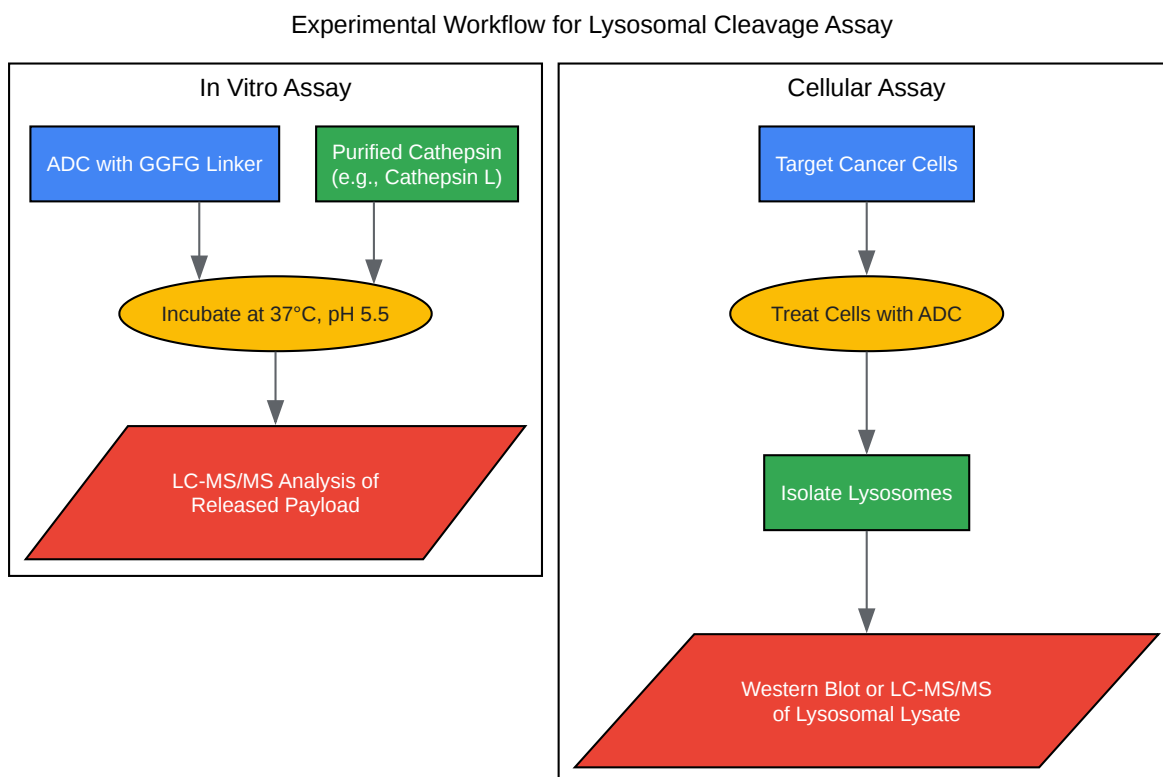 Experimental Workflow for Lysosomal Cleavage Assay
In Vitro Assay
ADC with GGFG Linker
Purified Cathepsin
(e.g., Cathepsin L)
Incubate at 37°C, pH 5.5
LC-MS/MS Analysis of
Released Payload
Cellular Assay
Target Cancer Cells
Treat Cells with ADC
Isolate Lysosomes
Western Blot or LC-MS/MS
of Lysosomal Lysate